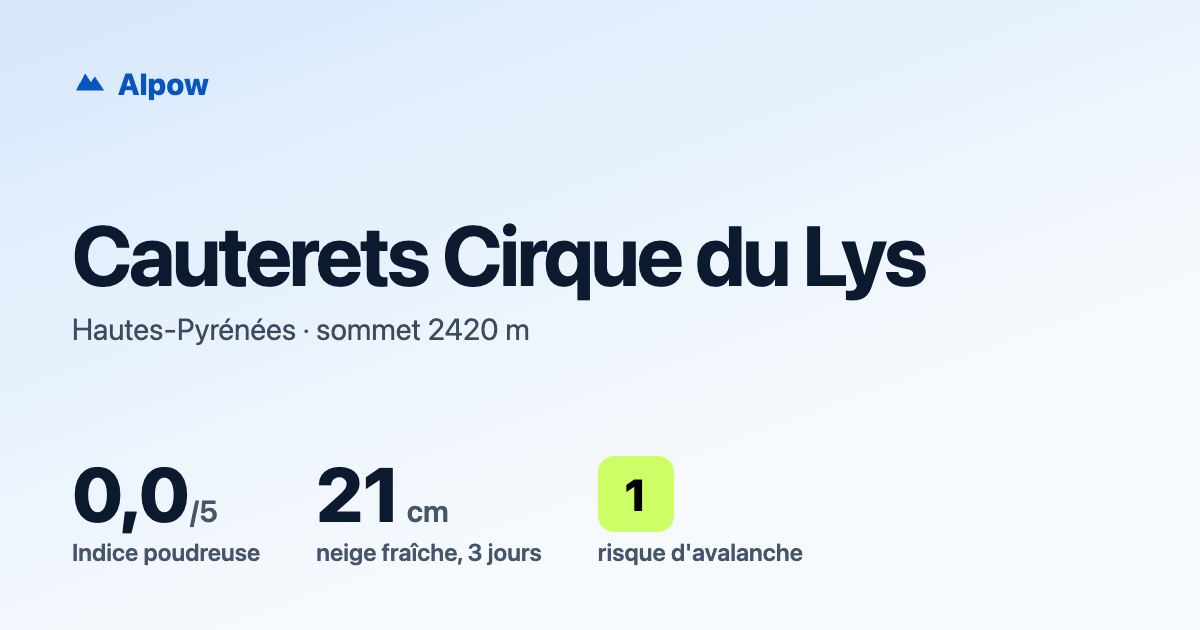 Alpow
Cauterets Cirque du Lys
Hautes-Pyrénées · sommet 2420 m
0,0/5
Indice poudreuse
21 cm
neige fraîche, 3 jours
1
risque d'avalanche